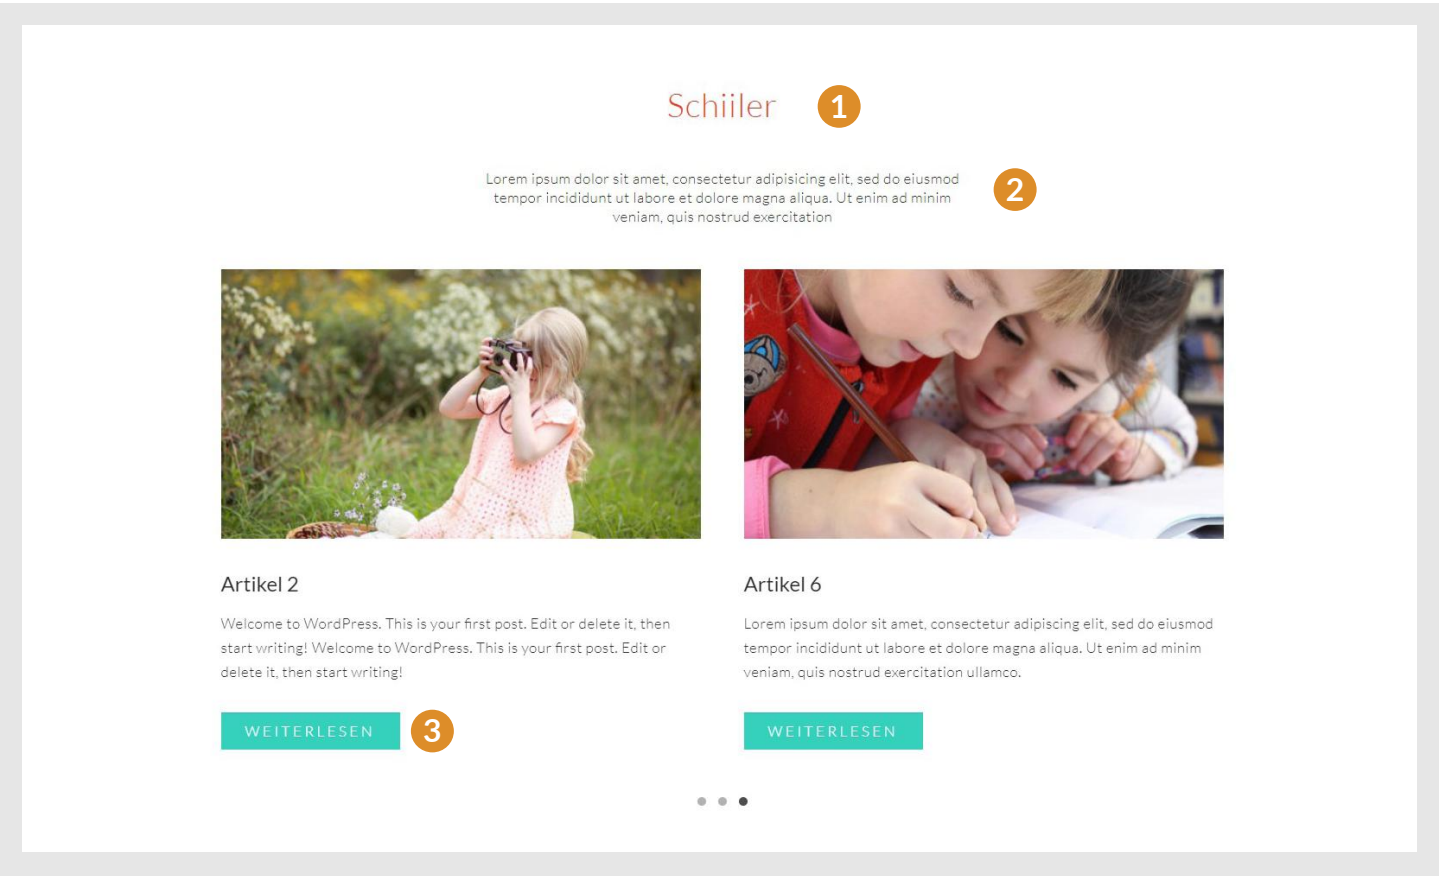 Schiiler
1
Lorem ipsum dolor sit amet, consectetur adipisicing elit, sed do eiusmod
tempor incididunt ut labore et dolore magna aliqua. Ut enim ad minim
veniam, quis nostrud exercitation
2
Artikel 2
Welcome to WordPress. This is your first post. Edit or delete it, then
start writing! Welcome to WordPress. This is your first post. Edit or
delete it, then start writing!
WEITERLESEN
3
Artikel 6
Lorem ipsum dolor sit amet, consectetur adipiscing elit, sed do eiusmod
tempor incididunt ut labore et dolore magna aliqua. Ut enim ad minim
veniam, quis nostrud exercitation ullamco.
WEITERLESEN